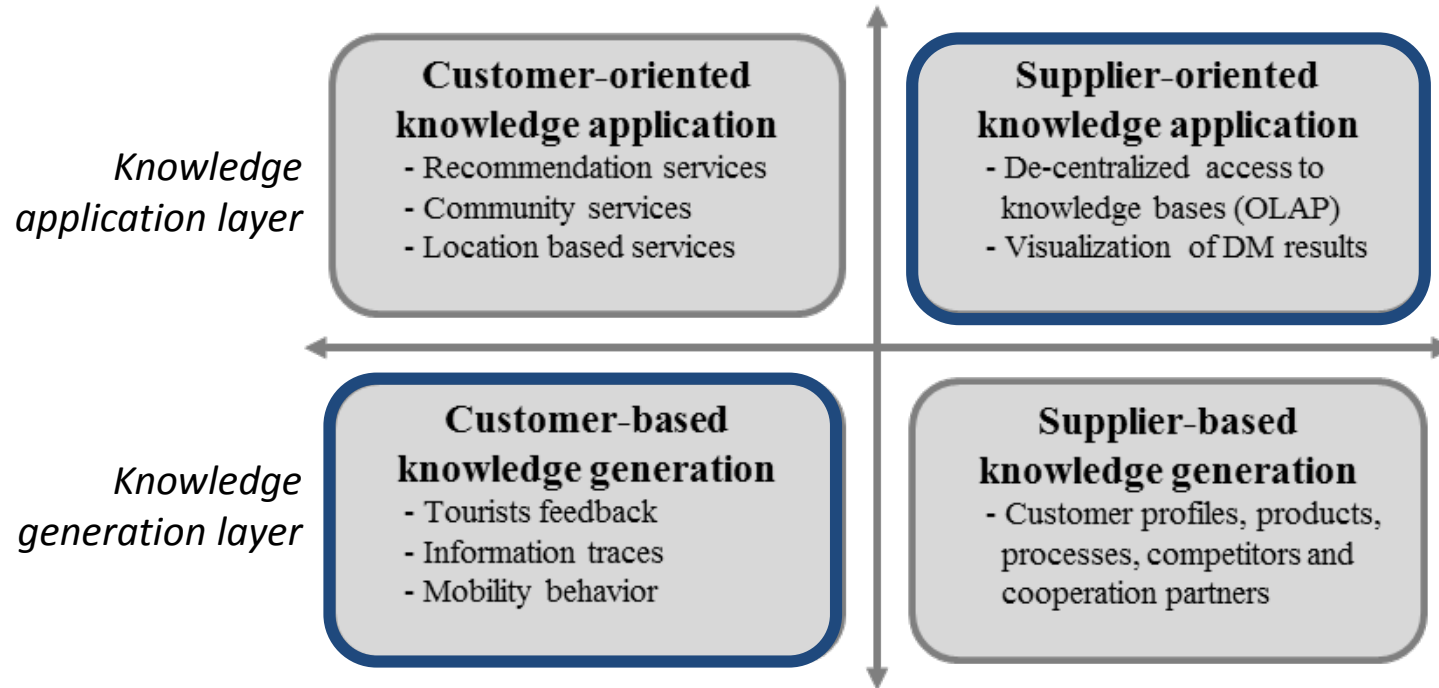 Knowledge
application layer
Customer-oriented
knowledge application
- Recommendation services
- Community services
- Location based services
Supplier-oriented
knowledge application
- De-centralized access to
knowledge bases (OLAP)
- Visualization of DM results
Knowledge
generation layer
Customer-based
knowledge generation
- Tourists feedback
- Information traces
- Mobility behavior
Supplier-based
knowledge generation
- Customer profiles, products,
processes, competitors and
cooperation partners